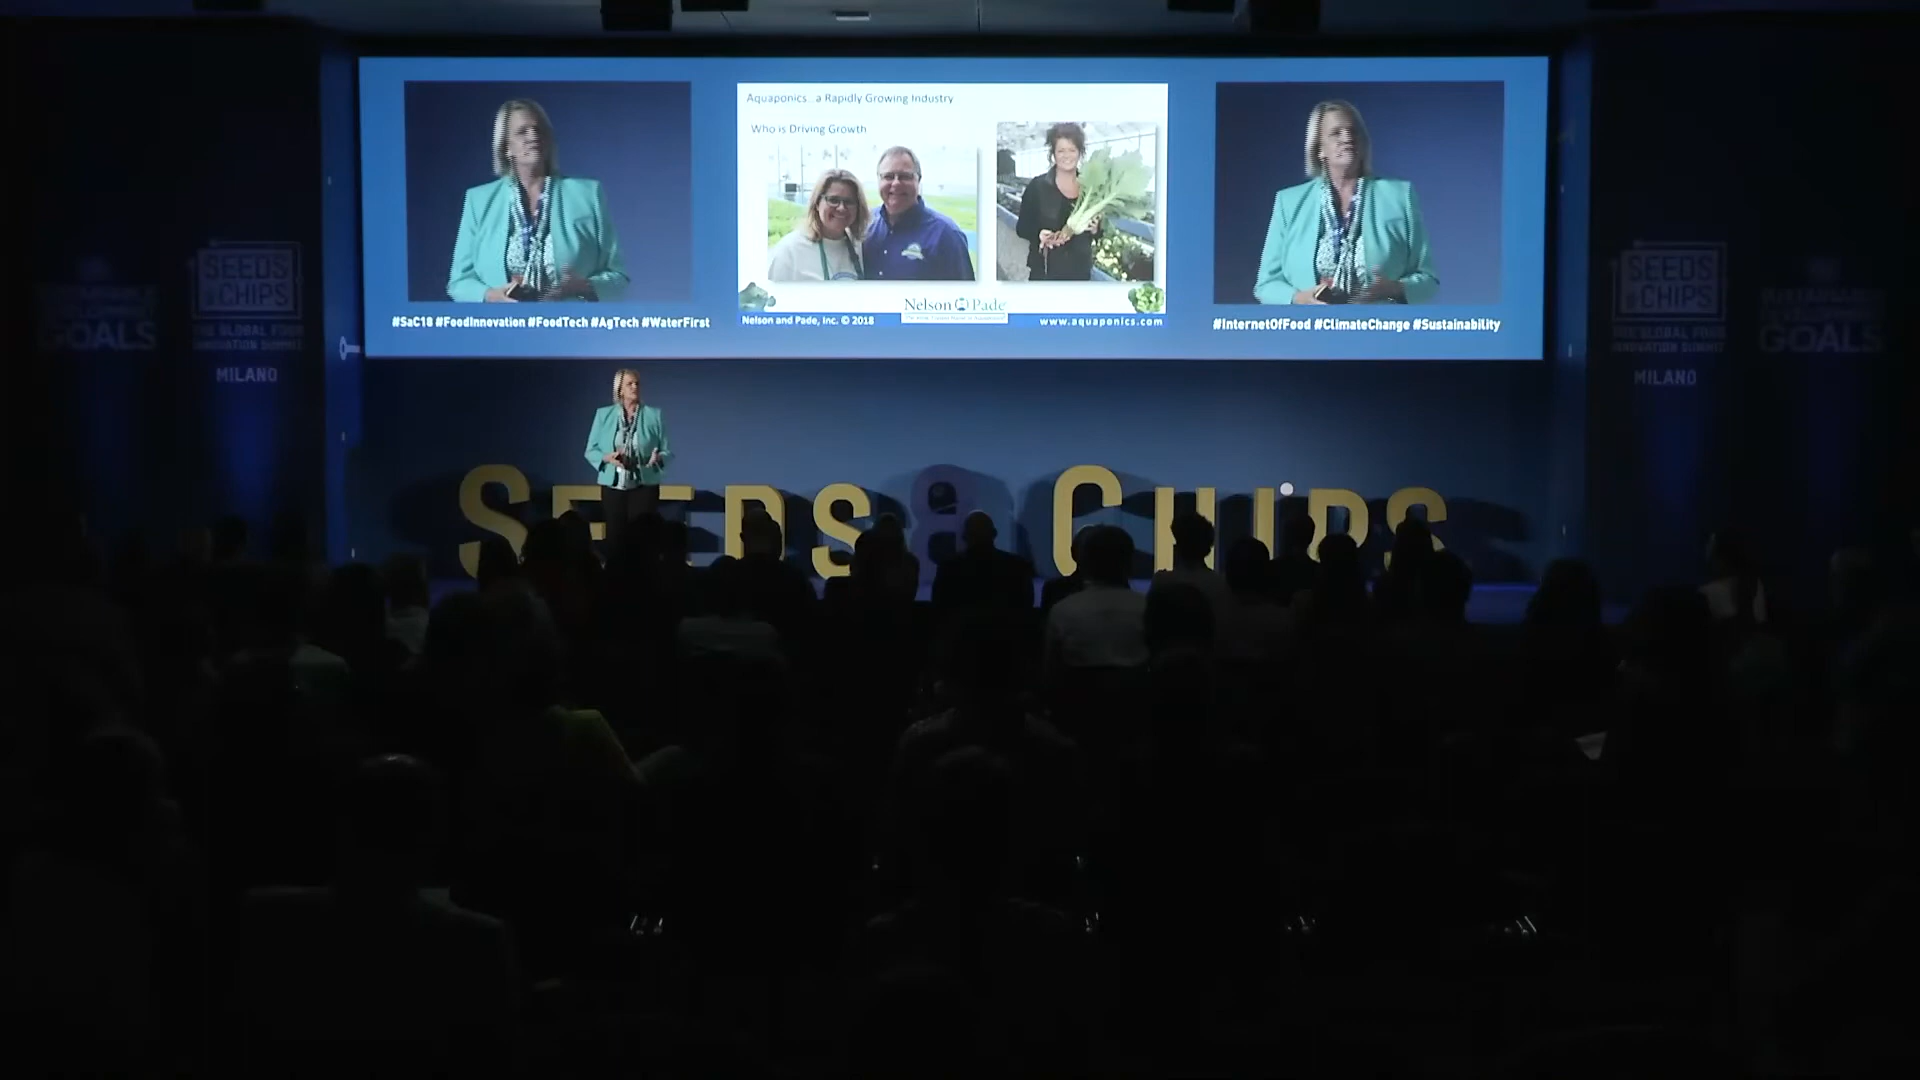 Aquaponics...a Rapidly Growing Industry
Who is Driving Growth
Nelson Pade
Nelson and Pade, Inc. © 2018
www.aquaponics.com
#SaC18 #FoodInnovation #FoodTech #AgTech #WaterFirst
#InternetOfFood #ClimateChange #Sustainability
GOALS
SEEDS
&CHIPS
THE GLOBAL FOOD
INNOVATION SUMMIT
MILANO
SEEDS
&CHIPS
THE GLOBAL FOOD
INNOVATION SUMMIT
MILANO
SUSTAINABLE
DEVELOPMENT
GOALS
SEEDS & CHIPS